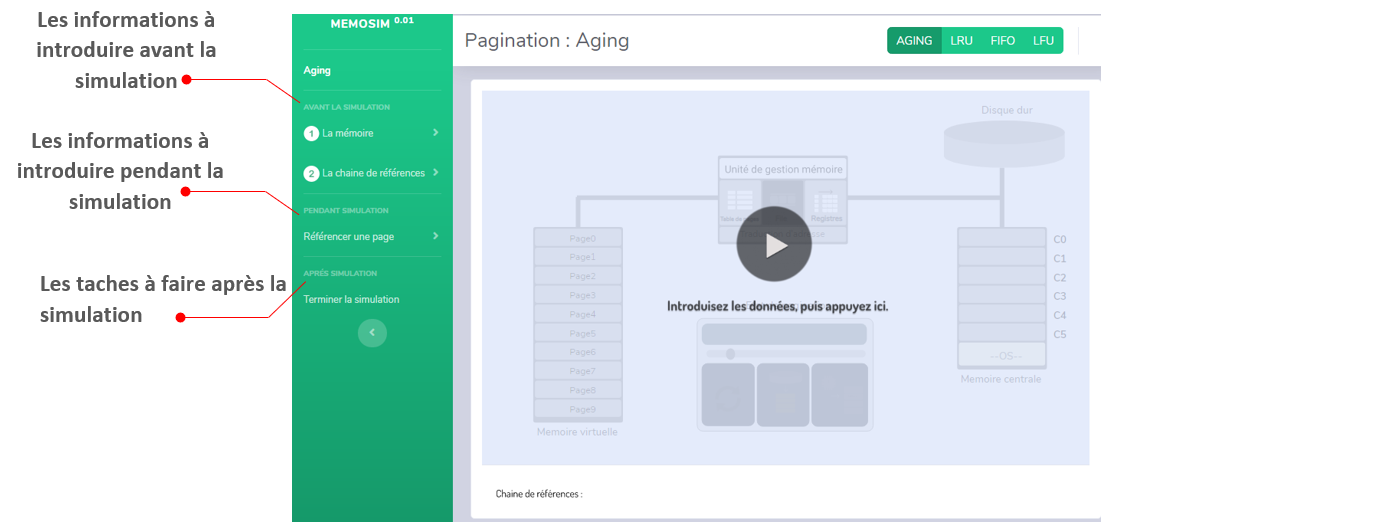 Les informations à
introduire avant la
simulation
Les informations à
introduire pendant la
simulation
Les taches à faire après la
simulation
MEMOSIM 0.01
Aging
AVANT LA SIMULATION
1 La mémoire
2 La chaine de références
PENDANT SIMULATION
Référencer une page
APRÉS SIMULATION
Terminer la simulation
Pagination : Aging
AGING LRU FIFO LFU
Disque dur
Unité de gestion mémoire
Registres
Page0
Page1
Page2
Page3
Page4
Page5
Page6
Page7
Page8
Page9
Memoire virtuelle
Introduisez les données, puis appuyez ici.
C0
C1
C2
C3
C4
C5
---OS---
Memoire centrale
Chaine de références :